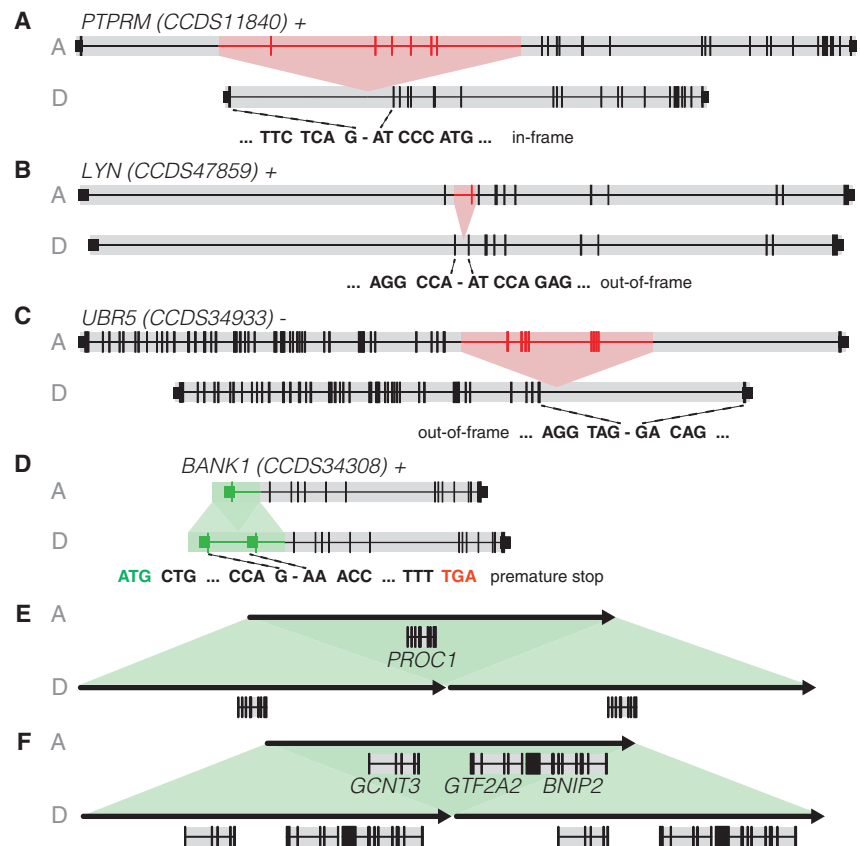 A
PTPRM (CCDS11840) +
A
D
... TTC TCA G - AT CCC ATG ... in-frame
B
LYN (CCDS47859) +
A
D
... AGG CCA - AT CCA GAG ... out-of-frame
C
UBR5 (CCDS34933) -
A
D
out-of-frame ... AGG TAG - GA CAG ...
D
BANK1 (CCDS34308) +
A
D
ATG CTG ... CCA G - AA ACC ... TTT TGA premature stop
E
A
PROC1
D
F
A
GCNT3 GTF2A2 BNIP2
D